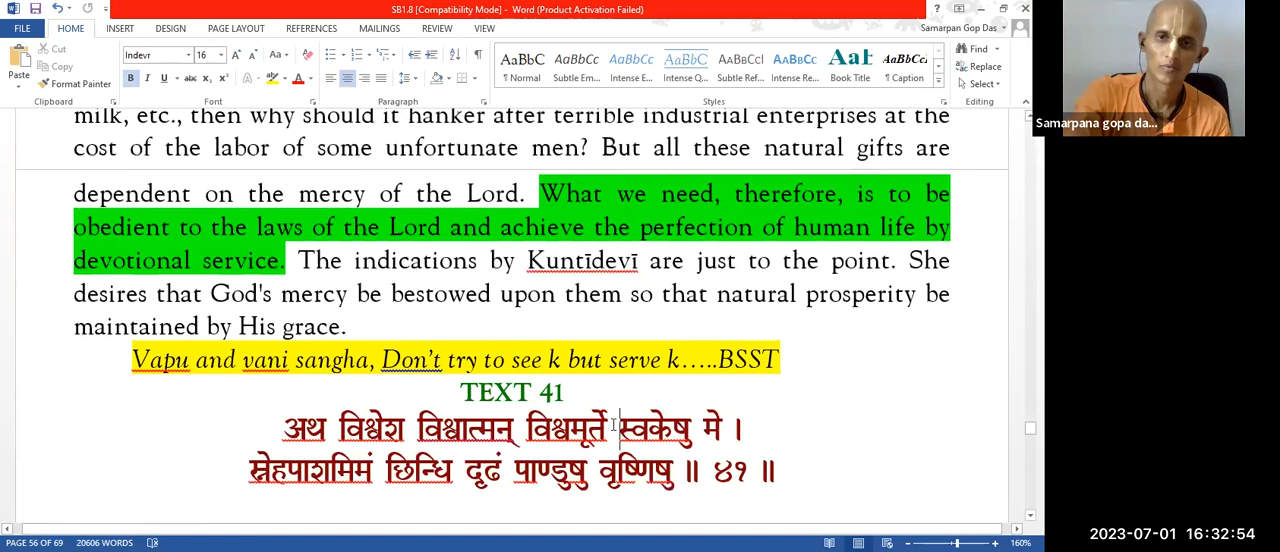 SB1.8 [Compatibility Mode] - Word (Product Activation Failed)
FILE HOME INSERT DESIGN PAGE LAYOUT REFERENCES MAILINGS REVIEW VIEW Samarpan Gop Das
Cut
Copy
Format Painter
Paste
Clipboard
Indevr 16
Font
Paragraph
AaBbC AaBbCc AaBbCc AaBbC AaBbCcI AaBbCc AaBbCc AaBbCc AaBbCc
¶ Normal Subtle Em... Emphasis Intense E... Intense Q... Subtle Ref... Intense Re... Book Title ¶ Caption
Styles
Find
Replace
Select
Editing
Samarpana gopa da...
milk, etc., then why should it hanker after terrible industrial enterprises at the
cost of the labor of some unfortunate men? But all these natural gifts are
dependent on the mercy of the Lord. What we need, therefore, is to be
obedient to the laws of the Lord and achieve the perfection of human life by
devotional service. The indications by Kuntīdevī are just to the point. She
desires that God's mercy be bestowed upon them so that natural prosperity be
maintained by His grace.
Vapu and vani sangha, Don't try to see k but serve k.....BSST
TEXT 41
अथ विश्वेश विश्वात्मन् विश्वमूर्ते स्वकेषु मे ।
स्नेहपाशमिमं छिन्धि दृढं पाण्डुषु वृष्णिषु ॥ ४१ ॥
PAGE 56 OF 69 20606 WORDS 160%
2023-07-01 16:32:54